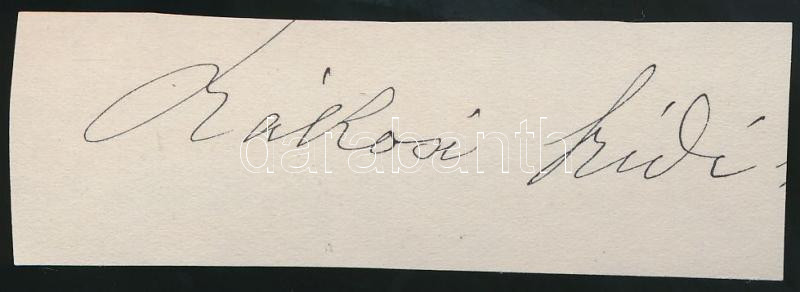 Rákosi Szidi
darabanth